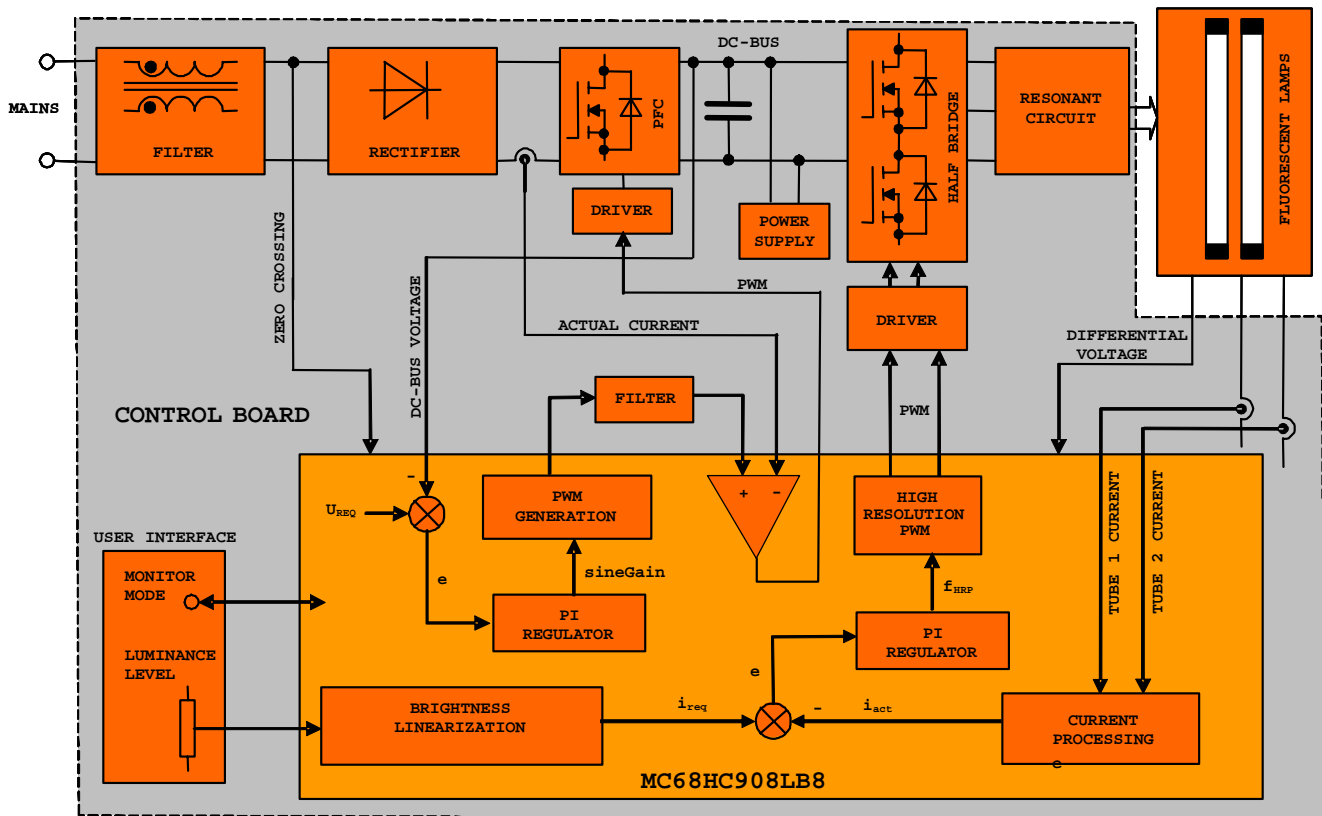 MAINS
FILTER
RECTIFIER
PFC
DC-BUS
HALF BRIDGE
RESONANT
CIRCUIT
FLUORESCENT LAMPS
DRIVER
POWER
SUPPLY
ZERO CROSSING
DC-BUS VOLTAGE
PWM
ACTUAL CURRENT
DRIVER
DIFFERENTIAL
VOLTAGE
CONTROL BOARD
FILTER
PWM
TUBE 1 CURRENT
TUBE 2 CURRENT
-
UREQ
PWM
GENERATION
+ -
HIGH
RESOLUTION
PWM
USER INTERFACE
MONITOR
MODE
e
sineGain
PI
REGULATOR
fHRP
PI
REGULATOR
LUMINANCE
LEVEL
e
BRIGHTNESS
LINEARIZATION
ireq
-
iact
CURRENT
PROCESSING
e
MC68HC908LB8